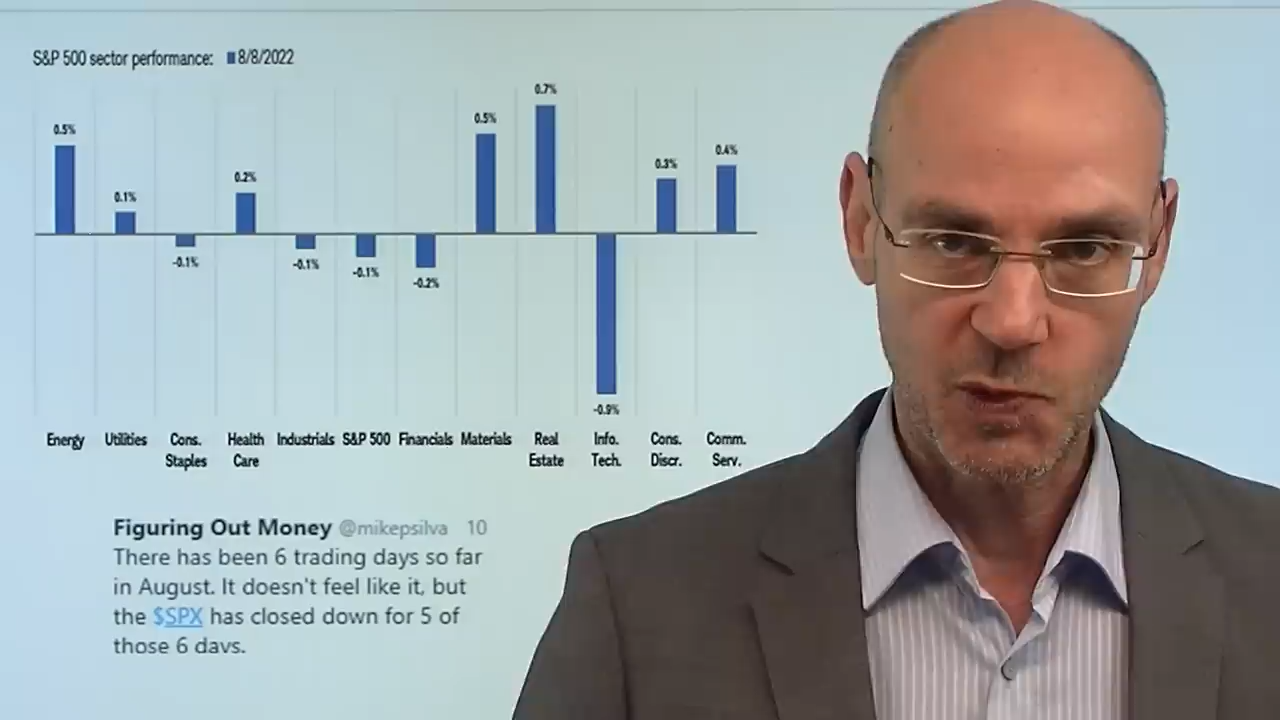 S&P 500 sector performance: 8/8/2022
0.5%
0.1%
-0.1%
0.2%
-0.1%
-0.1%
-0.2%
0.5%
0.7%
-0.9%
0.3%
0.4%
Energy
Utilities
Cons.
Staples
Health
Care
Industrials
S&P 500
Financials
Materials
Real
Estate
Info.
Tech.
Cons.
Discr.
Comm.
Serv.
Figuring Out Money @mikepsilva 10
There has been 6 trading days so far
in August. It doesn't feel like it, but
the $SPX has closed down for 5 of
those 6 days.